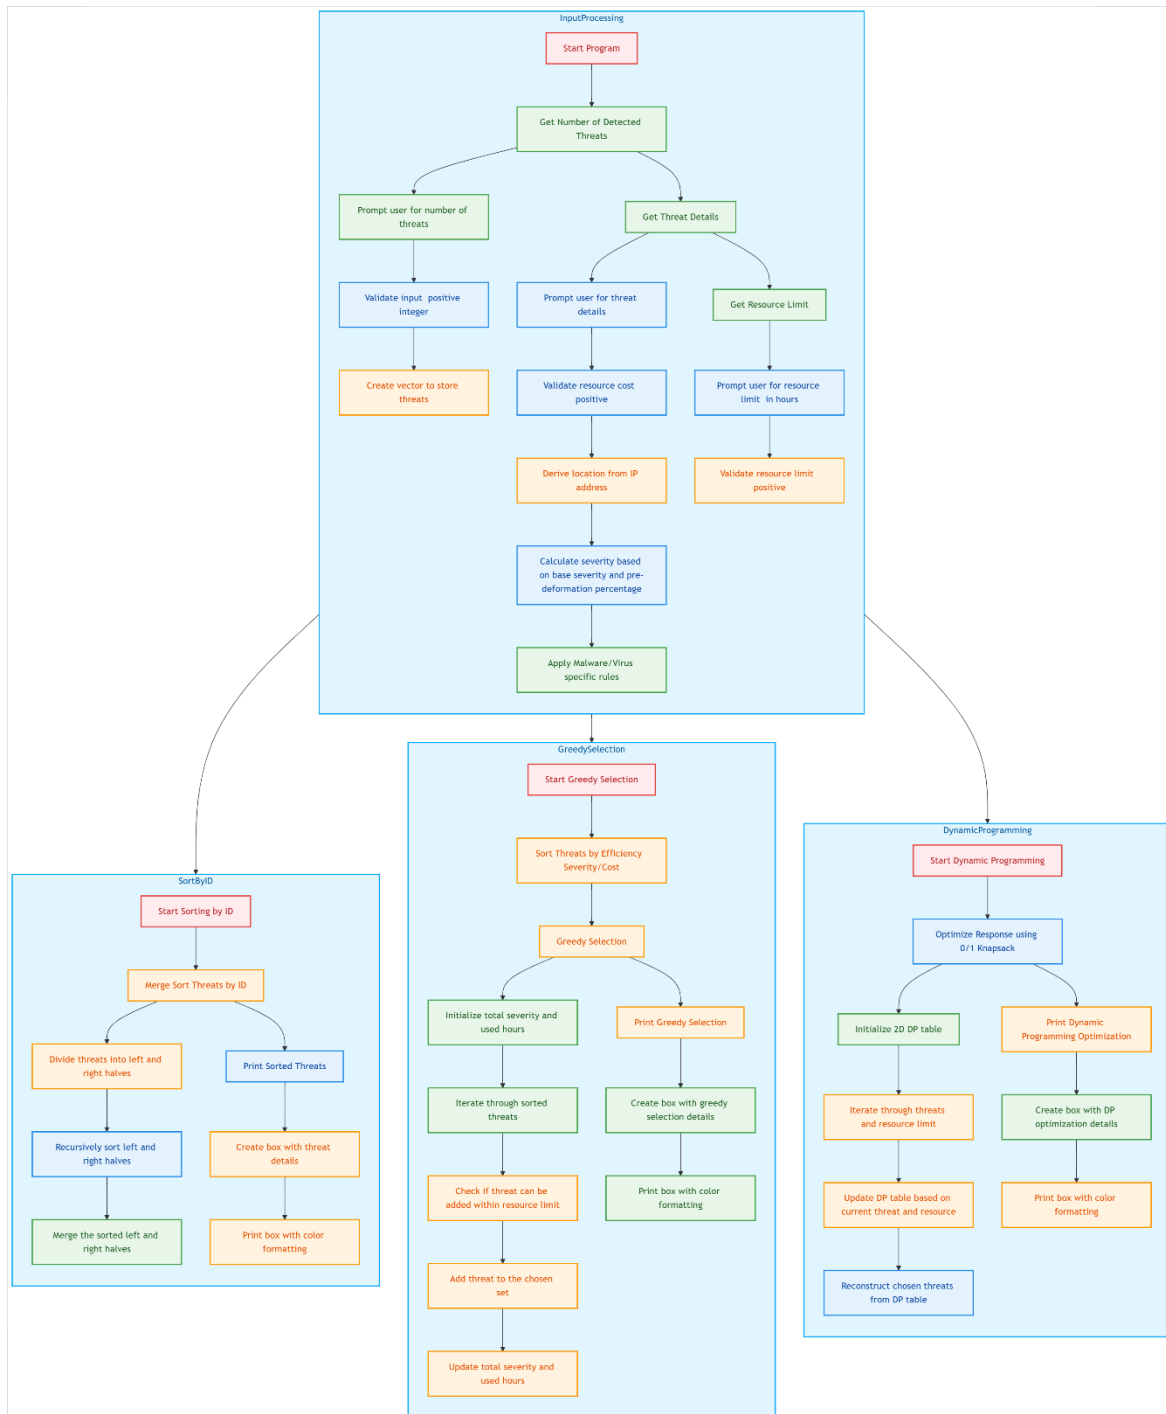 InputProcessing
Start Program
Get Number of Detected
Threats
Prompt user for number of
threats
Get Threat Details
Validate input  positive
integer
Prompt user for threat
details
Get Resource Limit
Create vector to store
threats
Validate resource cost
positive
Prompt user for resource
limit  in hours
Derive location from IP
address
Validate resource limit
positive
Calculate severity based
on base severity and pre-
deformation percentage
Apply Malware/Virus
specific rules
SortByID
Start Sorting by ID
Merge Sort Threats by ID
Divide threats into left and
right halves
Print Sorted Threats
Recursively sort left and
right halves
Create box with threat
details
Merge the sorted left and
right halves
Print box with color
formatting
GreedySelection
Start Greedy Selection
Sort Threats by Efficiency
Severity/Cost
Greedy Selection
Initialize total severity and
used hours
Print Greedy Selection
Iterate through sorted
threats
Create box with greedy
selection details
Check if threat can be
added within resource limit
Print box with color
formatting
Add threat to the chosen
set
Update total severity and
used hours
DynamicProgramming
Start Dynamic Programming
Optimize Response using
0/1 Knapsack
Initialize 2D DP table
Print Dynamic
Programming Optimization
Iterate through threats
and resource limit
Create box with DP
optimization details
Update DP table based on
current threat and resource
Print box with color
formatting
Reconstruct chosen threats
from DP table